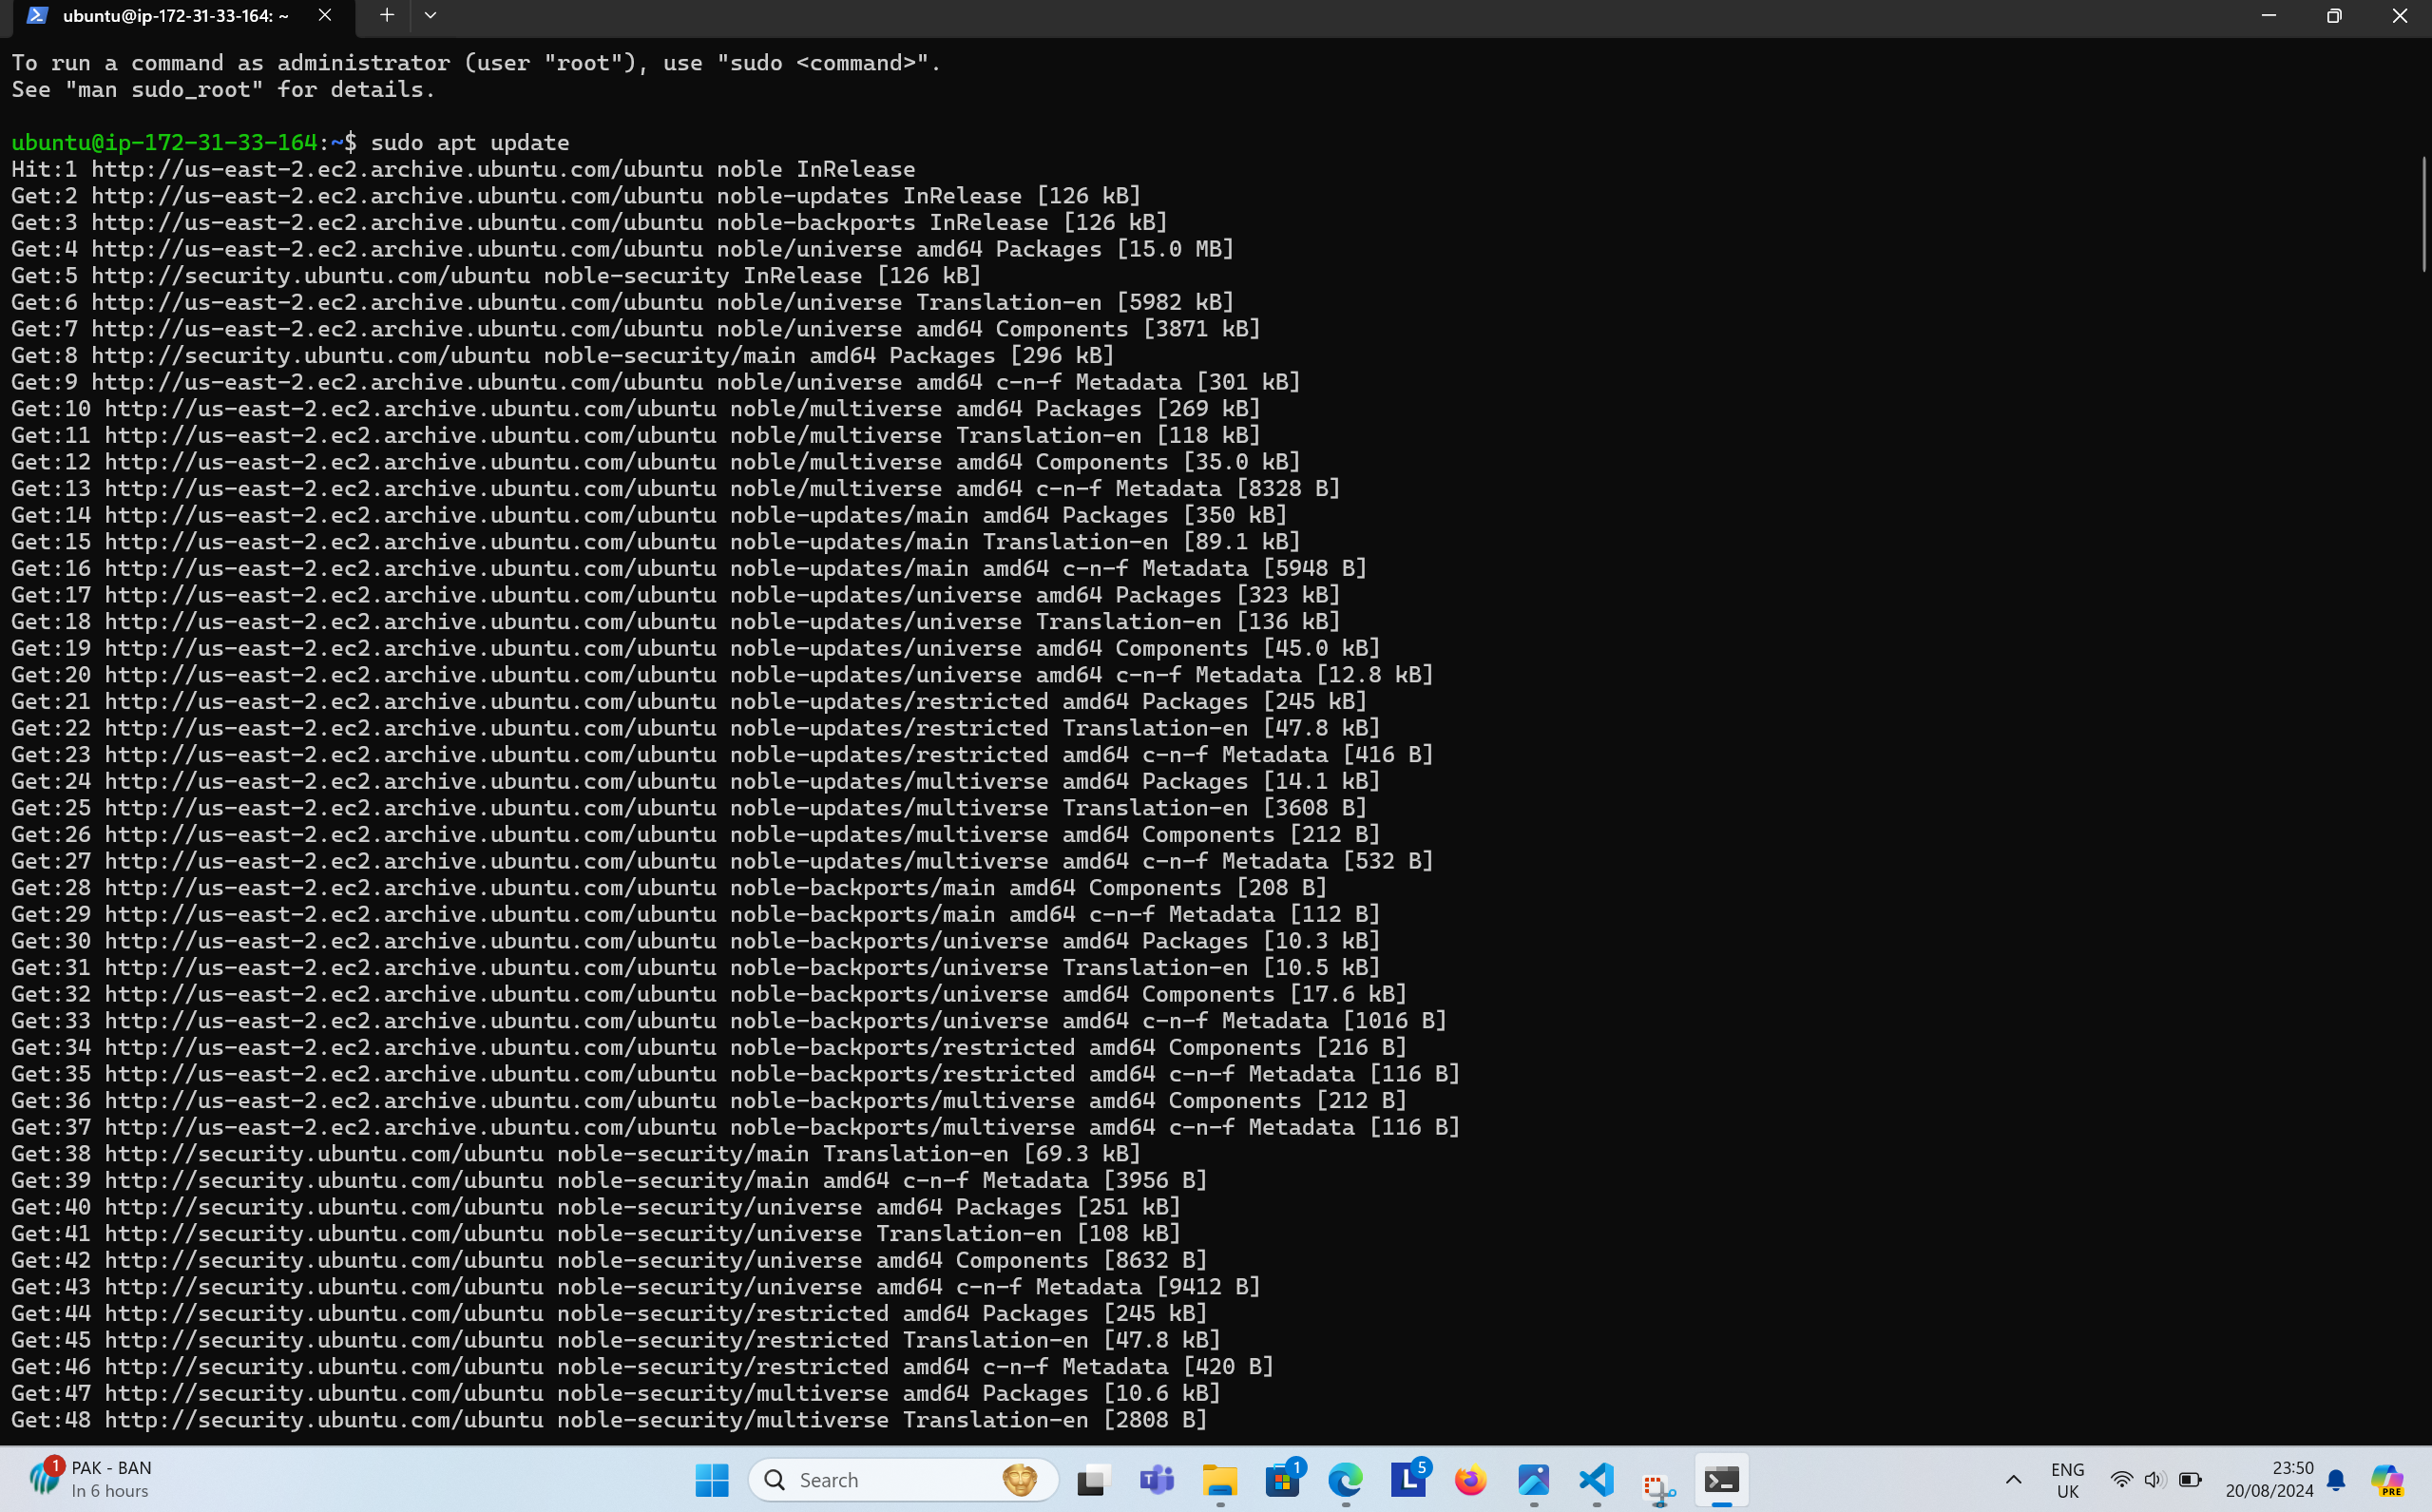 ubuntu@ip-172-31-33-164: ~
To run a command as administrator (user "root"), use "sudo <command>".
See "man sudo_root" for details.
ubuntu@ip-172-31-33-164:~$ sudo apt update
Hit:1 http://us-east-2.ec2.archive.ubuntu.com/ubuntu noble InRelease
Get:2 http://us-east-2.ec2.archive.ubuntu.com/ubuntu noble-updates InRelease [126 kB]
Get:3 http://us-east-2.ec2.archive.ubuntu.com/ubuntu noble-backports InRelease [126 kB]
Get:4 http://us-east-2.ec2.archive.ubuntu.com/ubuntu noble/universe amd64 Packages [15.0 MB]
Get:5 http://security.ubuntu.com/ubuntu noble-security InRelease [126 kB]
Get:6 http://us-east-2.ec2.archive.ubuntu.com/ubuntu noble/universe Translation-en [5982 kB]
Get:7 http://us-east-2.ec2.archive.ubuntu.com/ubuntu noble/universe amd64 Components [3871 kB]
Get:8 http://security.ubuntu.com/ubuntu noble-security/main amd64 Packages [296 kB]
Get:9 http://us-east-2.ec2.archive.ubuntu.com/ubuntu noble/universe amd64 c-n-f Metadata [301 kB]
Get:10 http://us-east-2.ec2.archive.ubuntu.com/ubuntu noble/multiverse amd64 Packages [269 kB]
Get:11 http://us-east-2.ec2.archive.ubuntu.com/ubuntu noble/multiverse Translation-en [118 kB]
Get:12 http://us-east-2.ec2.archive.ubuntu.com/ubuntu noble/multiverse amd64 Components [35.0 kB]
Get:13 http://us-east-2.ec2.archive.ubuntu.com/ubuntu noble/multiverse amd64 c-n-f Metadata [8328 B]
Get:14 http://us-east-2.ec2.archive.ubuntu.com/ubuntu noble-updates/main amd64 Packages [350 kB]
Get:15 http://us-east-2.ec2.archive.ubuntu.com/ubuntu noble-updates/main Translation-en [89.1 kB]
Get:16 http://us-east-2.ec2.archive.ubuntu.com/ubuntu noble-updates/main amd64 c-n-f Metadata [5948 B]
Get:17 http://us-east-2.ec2.archive.ubuntu.com/ubuntu noble-updates/universe amd64 Packages [323 kB]
Get:18 http://us-east-2.ec2.archive.ubuntu.com/ubuntu noble-updates/universe Translation-en [136 kB]
Get:19 http://us-east-2.ec2.archive.ubuntu.com/ubuntu noble-updates/universe amd64 Components [45.0 kB]
Get:20 http://us-east-2.ec2.archive.ubuntu.com/ubuntu noble-updates/universe amd64 c-n-f Metadata [12.8 kB]
Get:21 http://us-east-2.ec2.archive.ubuntu.com/ubuntu noble-updates/restricted amd64 Packages [245 kB]
Get:22 http://us-east-2.ec2.archive.ubuntu.com/ubuntu noble-updates/restricted Translation-en [47.8 kB]
Get:23 http://us-east-2.ec2.archive.ubuntu.com/ubuntu noble-updates/restricted amd64 c-n-f Metadata [416 B]
Get:24 http://us-east-2.ec2.archive.ubuntu.com/ubuntu noble-updates/multiverse amd64 Packages [14.1 kB]
Get:25 http://us-east-2.ec2.archive.ubuntu.com/ubuntu noble-updates/multiverse Translation-en [3608 B]
Get:26 http://us-east-2.ec2.archive.ubuntu.com/ubuntu noble-updates/multiverse amd64 Components [212 B]
Get:27 http://us-east-2.ec2.archive.ubuntu.com/ubuntu noble-updates/multiverse amd64 c-n-f Metadata [532 B]
Get:28 http://us-east-2.ec2.archive.ubuntu.com/ubuntu noble-backports/main amd64 Components [208 B]
Get:29 http://us-east-2.ec2.archive.ubuntu.com/ubuntu noble-backports/main amd64 c-n-f Metadata [112 B]
Get:30 http://us-east-2.ec2.archive.ubuntu.com/ubuntu noble-backports/universe amd64 Packages [10.3 kB]
Get:31 http://us-east-2.ec2.archive.ubuntu.com/ubuntu noble-backports/universe Translation-en [10.5 kB]
Get:32 http://us-east-2.ec2.archive.ubuntu.com/ubuntu noble-backports/universe amd64 Components [17.6 kB]
Get:33 http://us-east-2.ec2.archive.ubuntu.com/ubuntu noble-backports/universe amd64 c-n-f Metadata [1016 B]
Get:34 http://us-east-2.ec2.archive.ubuntu.com/ubuntu noble-backports/restricted amd64 Components [216 B]
Get:35 http://us-east-2.ec2.archive.ubuntu.com/ubuntu noble-backports/restricted amd64 c-n-f Metadata [116 B]
Get:36 http://us-east-2.ec2.archive.ubuntu.com/ubuntu noble-backports/multiverse amd64 Components [212 B]
Get:37 http://us-east-2.ec2.archive.ubuntu.com/ubuntu noble-backports/multiverse amd64 c-n-f Metadata [116 B]
Get:38 http://security.ubuntu.com/ubuntu noble-security/main Translation-en [69.3 kB]
Get:39 http://security.ubuntu.com/ubuntu noble-security/main amd64 c-n-f Metadata [3956 B]
Get:40 http://security.ubuntu.com/ubuntu noble-security/universe amd64 Packages [251 kB]
Get:41 http://security.ubuntu.com/ubuntu noble-security/universe Translation-en [108 kB]
Get:42 http://security.ubuntu.com/ubuntu noble-security/universe amd64 Components [8632 B]
Get:43 http://security.ubuntu.com/ubuntu noble-security/universe amd64 c-n-f Metadata [9412 B]
Get:44 http://security.ubuntu.com/ubuntu noble-security/restricted amd64 Packages [245 kB]
Get:45 http://security.ubuntu.com/ubuntu noble-security/restricted Translation-en [47.8 kB]
Get:46 http://security.ubuntu.com/ubuntu noble-security/restricted amd64 c-n-f Metadata [420 B]
Get:47 http://security.ubuntu.com/ubuntu noble-security/multiverse amd64 Packages [10.6 kB]
Get:48 http://security.ubuntu.com/ubuntu noble-security/multiverse Translation-en [2808 B]
1 PAK - BAN
In 6 hours
Search
1
L 5
ENG
UK
23:50
20/08/2024
PRE